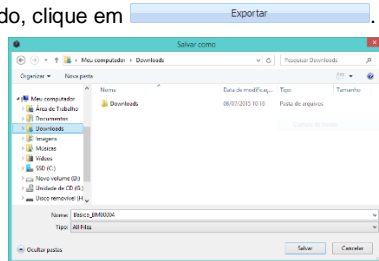 do, clique em Exportar .
Salvar como
Meu computador Downloads
Pesquisar Downloads
Organizar Nova pasta
Nome Data de modificaç... Tipo Tamanho
Downloads 08/07/2015 10:16 Pasta de arquivos
Meu computador
Área de Trabalho
Documentos
Downloads
Imagens
Músicas
Vídeos
SSD (C:)
Novo volume (D:)
Unidade de CD (G:)
Disco removível (H
Nome: Basico_BM00004
Tipo: All Files
Ocultar pastas
Salvar Cancelar